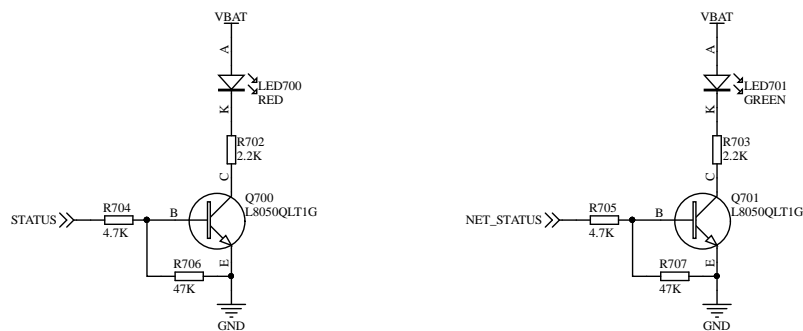 VBAT
A
LED700
RED
K
R702
2.2K
C
Q700
L8050QLT1G
STATUS
R704
4.7K
B
E
R706
47K
GND
VBAT
A
LED701
GREEN
K
R703
2.2K
C
Q701
L8050QLT1G
NET_STATUS
R705
4.7K
B
E
R707
47K
GND